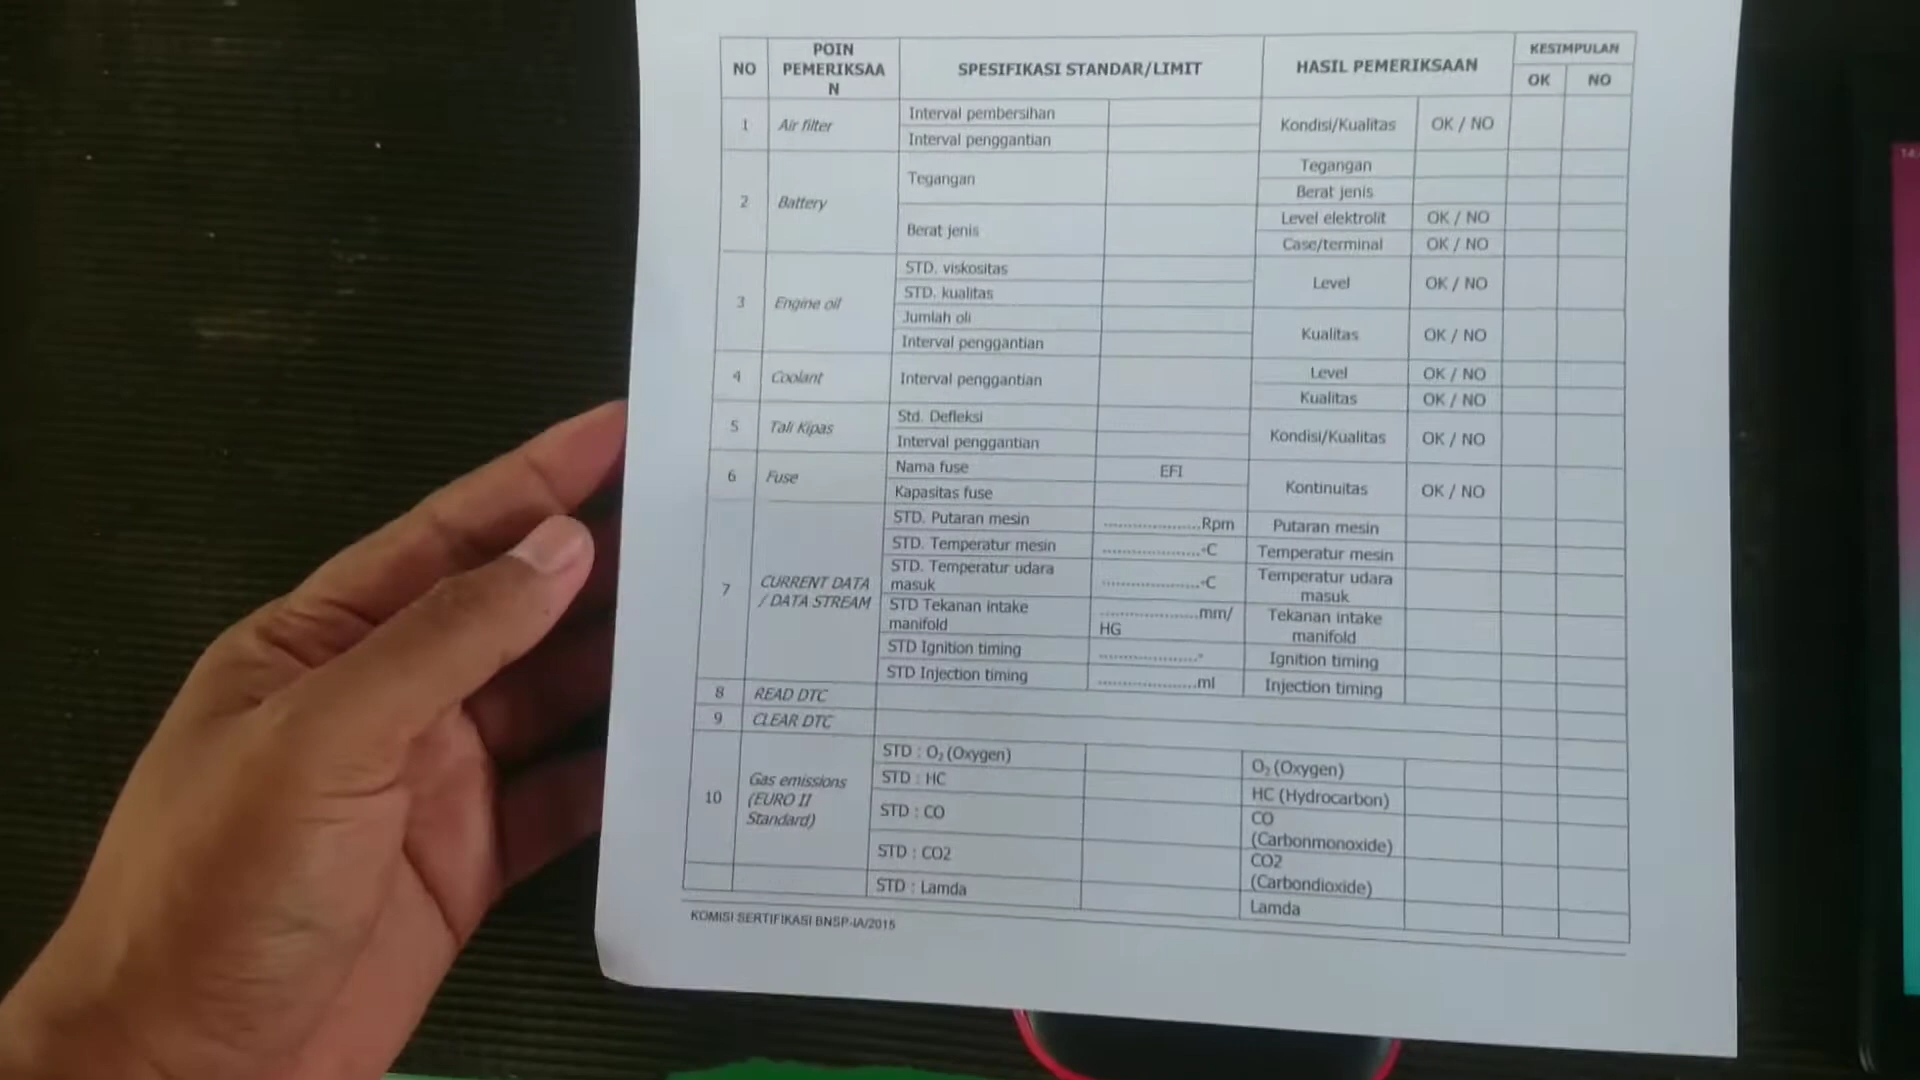 NO
POIN
PEMERIKSAA
N
SPESIFIKASI STANDAR/LIMIT
HASIL PEMERIKSAAN
KESIMPULAN
OK
NO
1
Air filter
Interval pembersihan
Interval penggantian
Kondisi/Kualitas
OK / NO
2
Battery
Tegangan
Berat jenis
Tegangan
Berat jenis
Level elektrolit
OK / NO
Case/terminal
OK / NO
3
Engine oil
STD. viskositas
STD. kualitas
Jumlah oli
Interval penggantian
Level
OK / NO
Kualitas
OK / NO
4
Coolant
Interval penggantian
Level
OK / NO
Kualitas
OK / NO
5
Tali Kipas
Std. Defleksi
Interval penggantian
Kondisi/Kualitas
OK / NO
6
Fuse
Nama fuse
EFI
Kapasitas fuse
Kontinuitas
OK / NO
7
CURRENT DATA
/ DATA STREAM
STD. Putaran mesin
....................Rpm
Putaran mesin
STD. Temperatur mesin
....................◦C
Temperatur mesin
STD. Temperatur udara
masuk
....................◦C
Temperatur udara
masuk
STD Tekanan intake
manifold
....................mm/
HG
Tekanan intake
manifold
STD Ignition timing
....................◦
Ignition timing
STD Injection timing
....................ml
Injection timing
8
READ DTC
9
CLEAR DTC
10
Gas emissions
(EURO II
Standard)
STD : O₂ (Oxygen)
O₂ (Oxygen)
STD : HC
HC (Hydrocarbon)
STD : CO
CO
(Carbonmonoxide)
STD : CO2
CO2
(Carbondioxide)
STD : Lamda
Lamda
KOMISI SERTIFIKASI BNSP-IA/2015